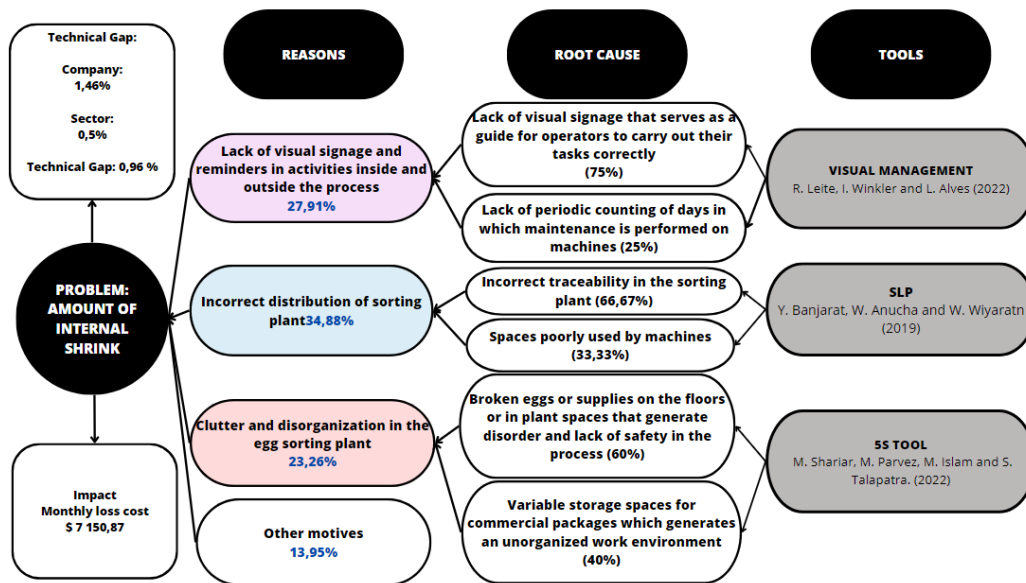 Technical Gap:
Company:
1,46%
Sector:
0,5%
Technical Gap: 0,96 %
REASONS
ROOT CAUSE
TOOLS
PROBLEM:
AMOUNT OF
INTERNAL
SHRINK
Impact
Monthly loss cost
$ 7 150,87
Lack of visual signage and
reminders in activities inside and
outside the process
27,91%
Incorrect distribution of sorting
plant34,88%
Clutter and disorganization in the
egg sorting plant
23,26%
Other motives
13,95%
Lack of visual signage that serves as a
guide for operators to carry out their
tasks correctly
(75%)
Lack of periodic counting of days in
which maintenance is performed on
machines (25%)
Incorrect traceability in the sorting
plant (66,67%)
Spaces poorly used by machines
(33,33%)
Broken eggs or supplies on the floors
or in plant spaces that generate
disorder and lack of safety in the
process (60%)
Variable storage spaces for
commercial packages which generates
an unorganized work environment
(40%)
VISUAL MANAGEMENT
R. Leite, I. Winkler and L. Alves (2022)
SLP
Y. Banjarat, W. Anucha and W. Wiyaratn
(2019)
5S TOOL
M. Shariar, M. Parvez, M. Islam and S.
Talapatra. (2022)